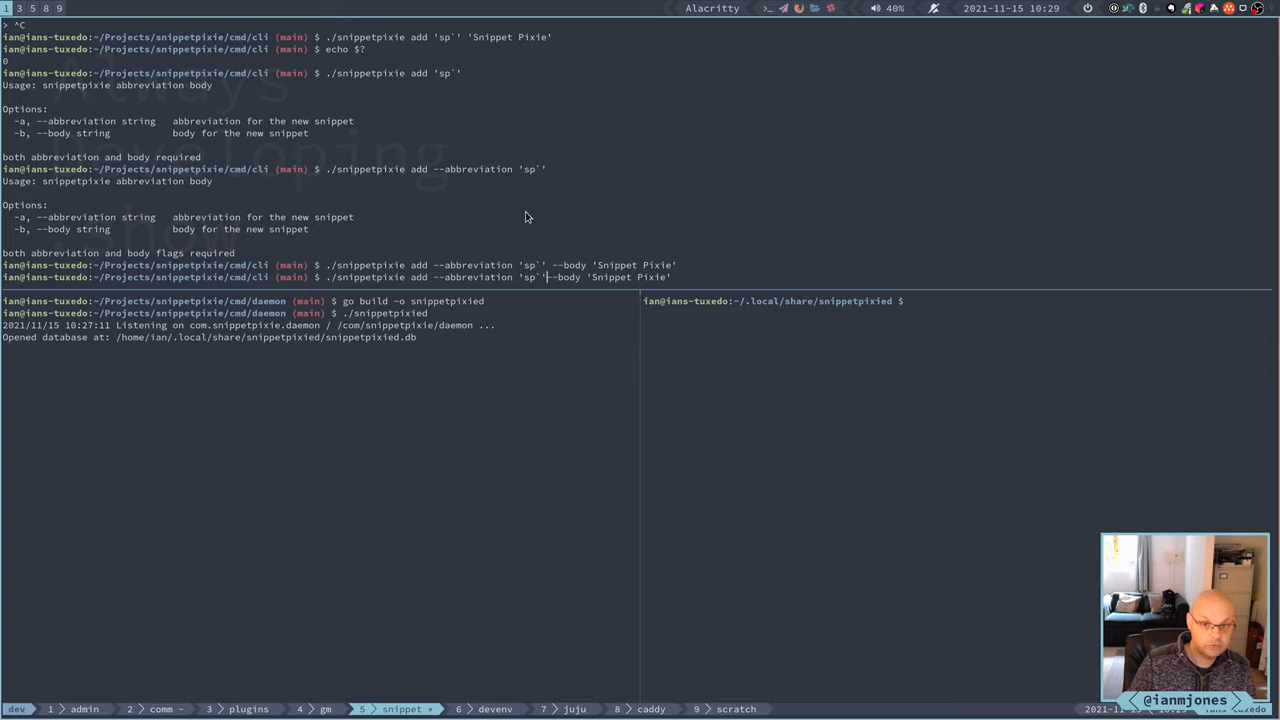 1 3 5 8 9 Alacritty 40% 2021-11-15 10:29
> ^C
ian@ians-tuxedo:~/Projects/snippetpixie/cmd/cli (main) $ ./snippetpixie add 'sp`' 'Snippet Pixie'
ian@ians-tuxedo:~/Projects/snippetpixie/cmd/cli (main) $ echo $?
0
ian@ians-tuxedo:~/Projects/snippetpixie/cmd/cli (main) $ ./snippetpixie add 'sp`'
Usage: snippetpixie abbreviation body
Always
Options:
-a, --abbreviation string abbreviation for the new snippet
-b, --body string body for the new snippet
Developing
both abbreviation and body required
ian@ians-tuxedo:~/Projects/snippetpixie/cmd/cli (main) $ ./snippetpixie add --abbreviation 'sp`'
Usage: snippetpixie abbreviation body
Options:
-a, --abbreviation string abbreviation for the new snippet
-b, --body string body for the new snippet
.show
both abbreviation and body flags required
ian@ians-tuxedo:~/Projects/snippetpixie/cmd/cli (main) $ ./snippetpixie add --abbreviation 'sp`' --body 'Snippet Pixie'
ian@ians-tuxedo:~/Projects/snippetpixie/cmd/cli (main) $ ./snippetpixie add --abbreviation 'sp`'--body 'Snippet Pixie'
ian@ians-tuxedo:~/Projects/snippetpixie/cmd/daemon (main) $ go build -o snippetpixied
ian@ians-tuxedo:~/Projects/snippetpixie/cmd/daemon (main) $ ./snippetpixied
2021/11/15 10:27:11 Listening on com.snippetpixie.daemon / /com/snippetpixie/daemon ...
Opened database at: /home/ian/.local/share/snippetpixied/snippetpixied.db
ian@ians-tuxedo:~/.local/share/snippetpixied $
@ianmjones
dev 1 admin 2 comm - 3 plugins 4 gm 5 snippet * 6 devenv 7 juju 8 caddy 9 scratch